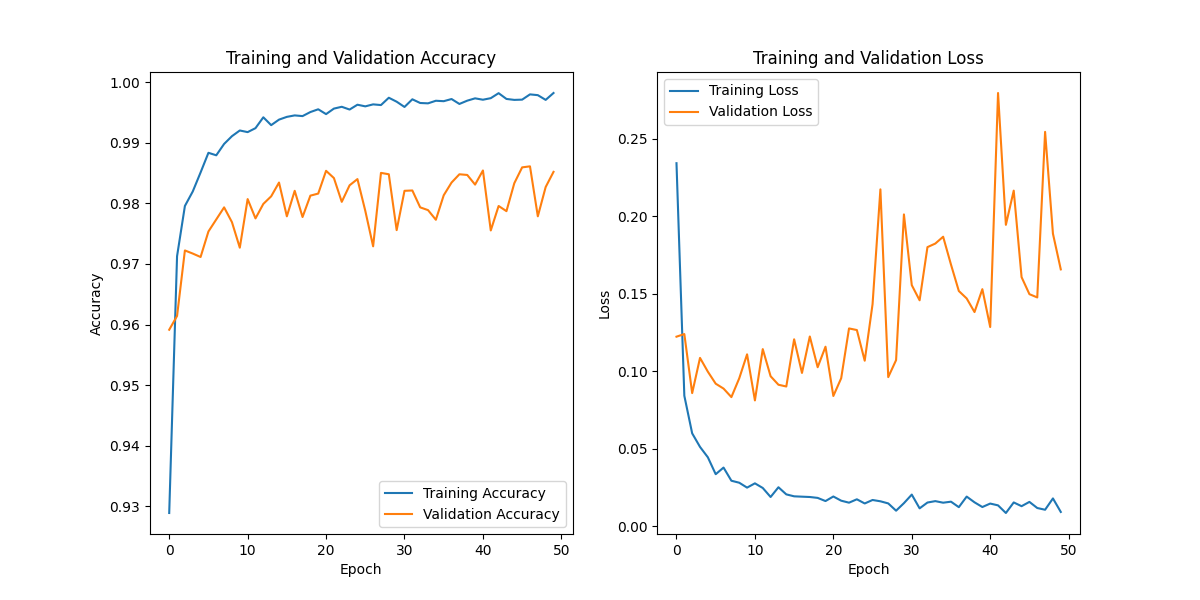 Training and Validation Accuracy
1.00
0.99
0.98
0.97
0.96
0.95
0.94
0.93
Accuracy
0 10 20 30 40 50
Epoch
Training Accuracy
Validation Accuracy
Training and Validation Loss
Training Loss
Validation Loss
0.25
0.20
0.15
0.10
0.05
0.00
Loss
0 10 20 30 40 50
Epoch